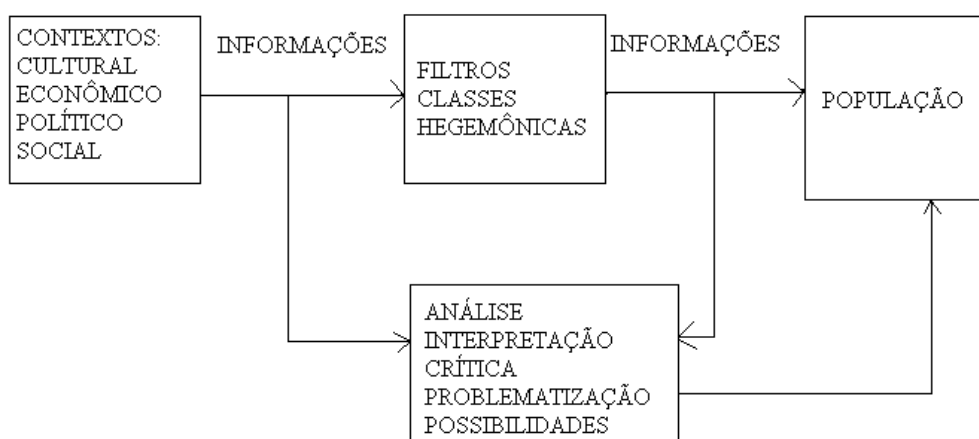 CONTEXTOS:
CULTURAL
ECONÔMICO
POLÍTICO
SOCIAL
INFORMAÇÕES
FILTROS
CLASSES
HEGEMÔNICAS
INFORMAÇÕES
POPULAÇÃO
ANÁLISE
INTERPRETAÇÃO
CRÍTICA
PROBLEMATIZAÇÃO
POSSIBILIDADES